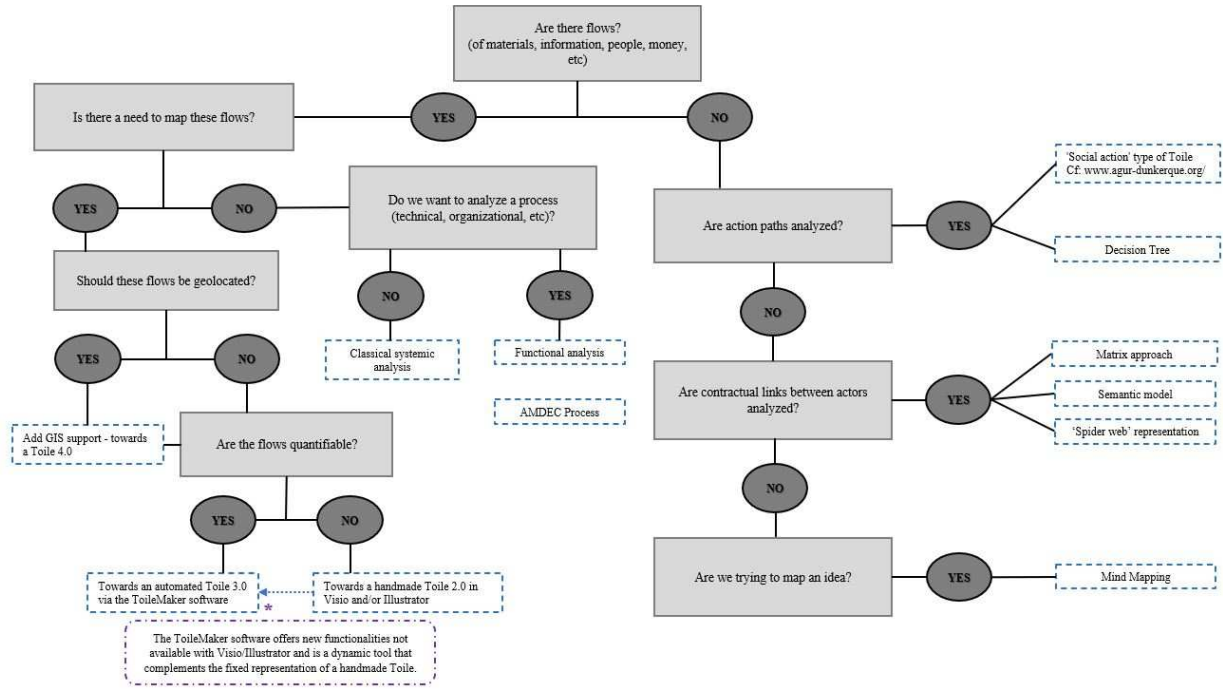 Are there flows?
(of materials, information, people, money,
etc)
Is there a need to map these flows?
YES
NO
'Social action' type of Toile
Cf: www.agur-dunkerque.org/
YES
NO
Do we want to analyze a process
(technical, organizational, etc)?
Are action paths analyzed?
YES
Decision Tree
Should these flows be geolocated?
NO
YES
NO
YES
NO
Classical systemic
analysis
Functional analysis
AMDEC Process
Are contractual links between actors
analyzed?
YES
Matrix approach
Semantic model
‘Spider web’ representation
Add GIS support - towards
a Toile 4.0
Are the flows quantifiable?
NO
YES
NO
Towards an automated Toile 3.0
via the ToileMaker software
*
Towards a handmade Toile 2.0 in
Visio and/or Illustrator
Are we trying to map an idea?
YES
Mind Mapping
The ToileMaker software offers new functionalities not
available with Visio/Illustrator and is a dynamic tool that
complements the fixed representation of a handmade Toile.